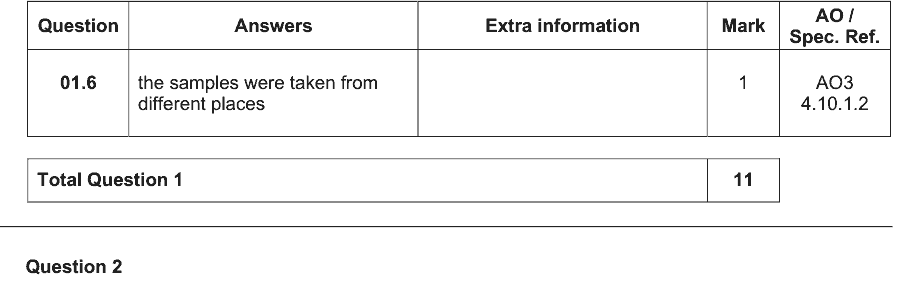 Question Answers Extra information Mark AO /
Spec. Ref.
01.6 the samples were taken from 1 AO3
different places 4.10.1.2
Total Question 1 11
Question 2